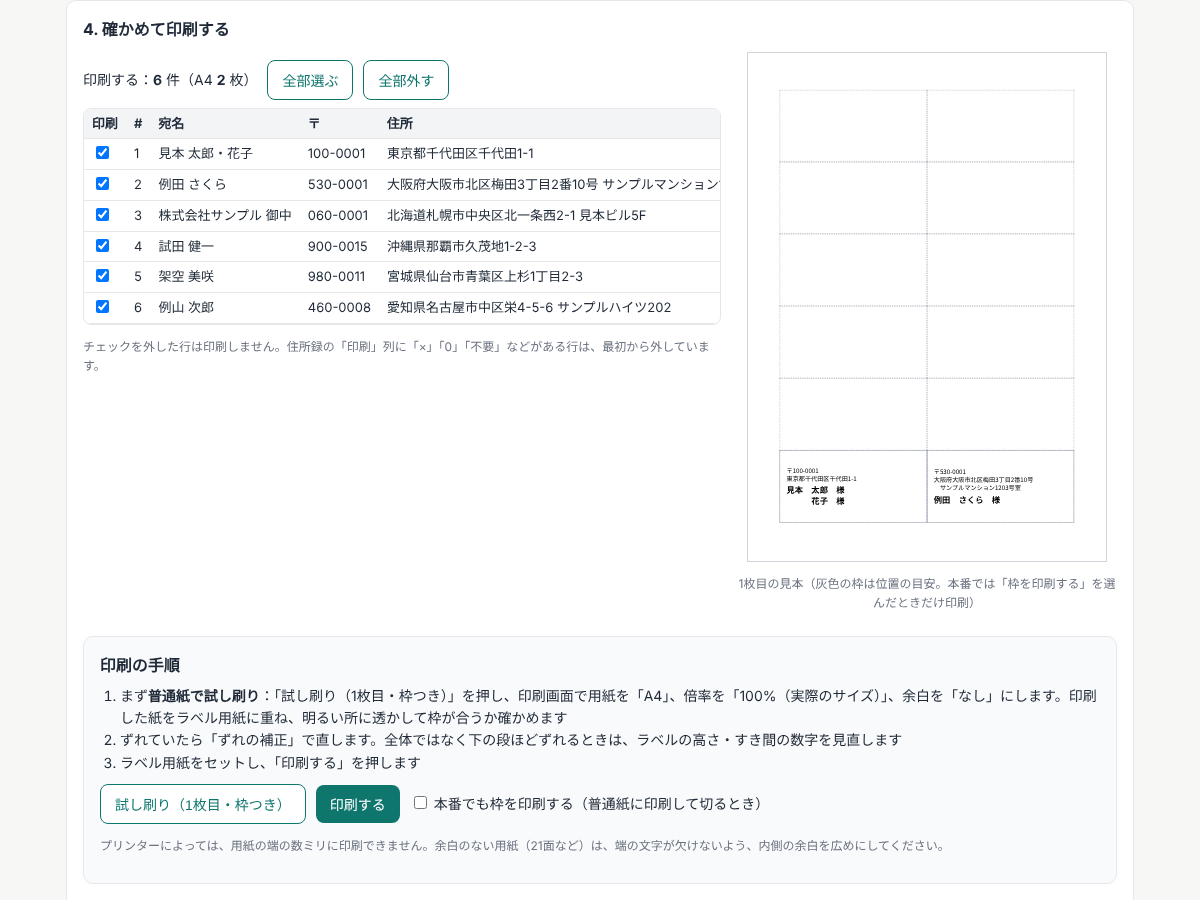 4. 確かめて印刷する
印刷する：6 件（A4 2 枚） 全部選ぶ 全部外す
印刷 # 宛名 〒 住所
1 見本 太郎・花子 100-0001 東京都千代田区千代田1-1
2 例田 さくら 530-0001 大阪府大阪市北区梅田3丁目2番10号 サンプルマンション
3 株式会社サンプル 御中 060-0001 北海道札幌市中央区北一条西2-1 見本ビル5F
4 試田 健一 900-0015 沖縄県那覇市久茂地1-2-3
5 架空 美咲 980-0011 宮城県仙台市青葉区上杉1丁目2-3
6 例山 次郎 460-0008 愛知県名古屋市中区栄4-5-6 サンプルハイツ202
チェックを外した行は印刷しません。住所録の「印刷」列に「×」「0」「不要」などがある行は、最初から外していま
す。
〒100-0001
東京都千代田区千代田1-1
見本 太郎 様
花子 様
〒530-0001
大阪府大阪市北区梅田3丁目2番10号
サンプルマンション1203号室
例田 さくら 様
1枚目の見本（灰色の枠は位置の目安。本番では「枠を印刷する」を選
んだときだけ印刷）
印刷の手順
1. まず普通紙で試し刷り：「試し刷り（1枚目・枠つき）」を押し、印刷画面で用紙を「A4」、倍率を「100%（実際のサイズ）」、余白を「なし」にします。印刷
した紙をラベル用紙に重ね、明るい所に透かして枠が合うか確かめます
2. ずれていたら「ずれの補正」で直します。全体ではなく下の段ほどずれるときは、ラベルの高さ・すき間の数字を見直します
3. ラベル用紙をセットし、「印刷する」を押します
試し刷り（1枚目・枠つき） 印刷する 本番でも枠を印刷する（普通紙に印刷して切るとき）
プリンターによっては、用紙の端の数ミリに印刷できません。余白のない用紙（21面など）は、端の文字が欠けないよう、内側の余白を広めにしてください。